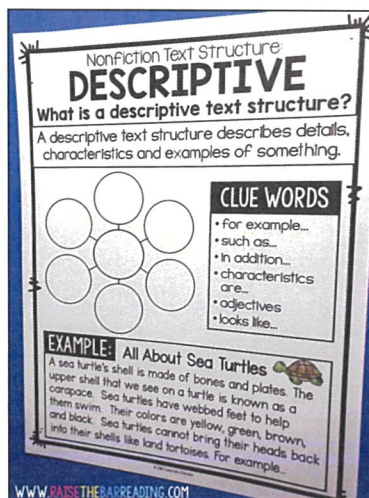 Nonfiction Text Structure:
DESCRIPTIVE
What is a descriptive text structure?
A descriptive text structure describes details,
characteristics and examples of something.
CLUE WORDS
• for example...
• such as...
• in addition...
• characteristics
are...
• adjectives
• looks like...
EXAMPLE: All About Sea Turtles
A sea turtle's shell is made of bones and plates. The
upper shell that we see on a turtle is known as a
carapace. Sea turtles have webbed feet to help
them swim. Their colors are yellow, green, brown,
and black. Sea turtles cannot bring their heads back
into their shells like land tortoises. For example...
WWW.RAISETHEBARREADING.COM